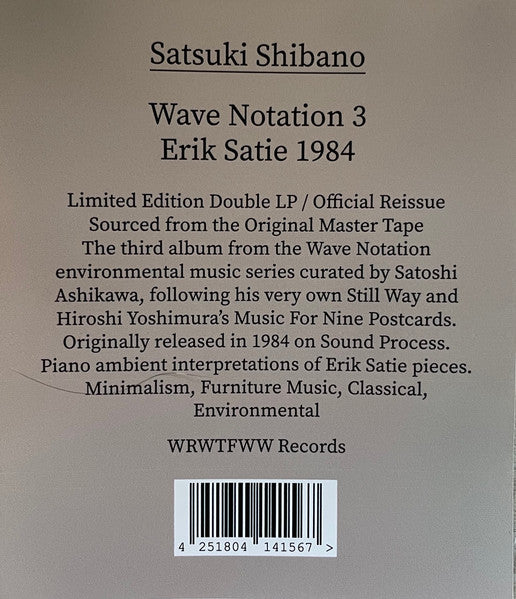 Satsuki Shibano
Wave Notation 3
Erik Satie 1984
Limited Edition Double LP / Official Reissue
Sourced from the Original Master Tape
The third album from the Wave Notation
environmental music series curated by Satoshi
Ashikawa, following his very own Still Way and
Hiroshi Yoshimura's Music For Nine Postcards.
Originally released in 1984 on Sound Process.
Piano ambient interpretations of Erik Satie pieces.
Minimalism, Furniture Music, Classical,
Environmental
WRWTFWW Records
4 251804 141567 >